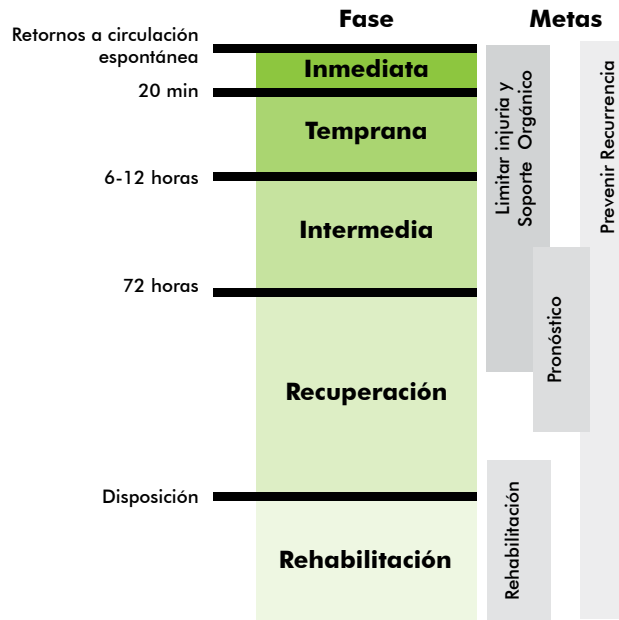 Fase
Metas
Retornos a circulación
espontánea
Inmediata
20 min
Temprana
6-12 horas
Intermedia
72 horas
Recuperación
Disposición
Rehabilitación
Limitar injuria y
Soporte Orgánico
Prevenir Recurrencia
Pronóstico
Rehabilitación